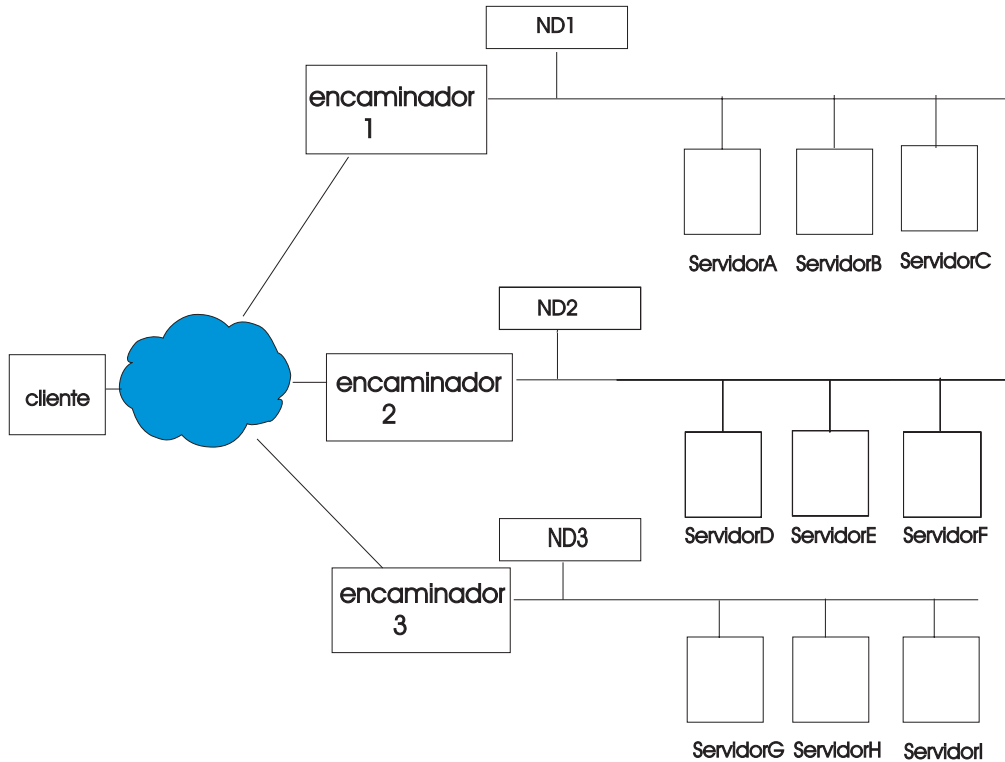 ND1
encaminador
1
ServidorA
ServidorB
ServidorC
ND2
encaminador
2
cliente
ServidorD
ServidorE
ServidorF
ND3
encaminador
3
ServidorG
ServidorH
ServidorI